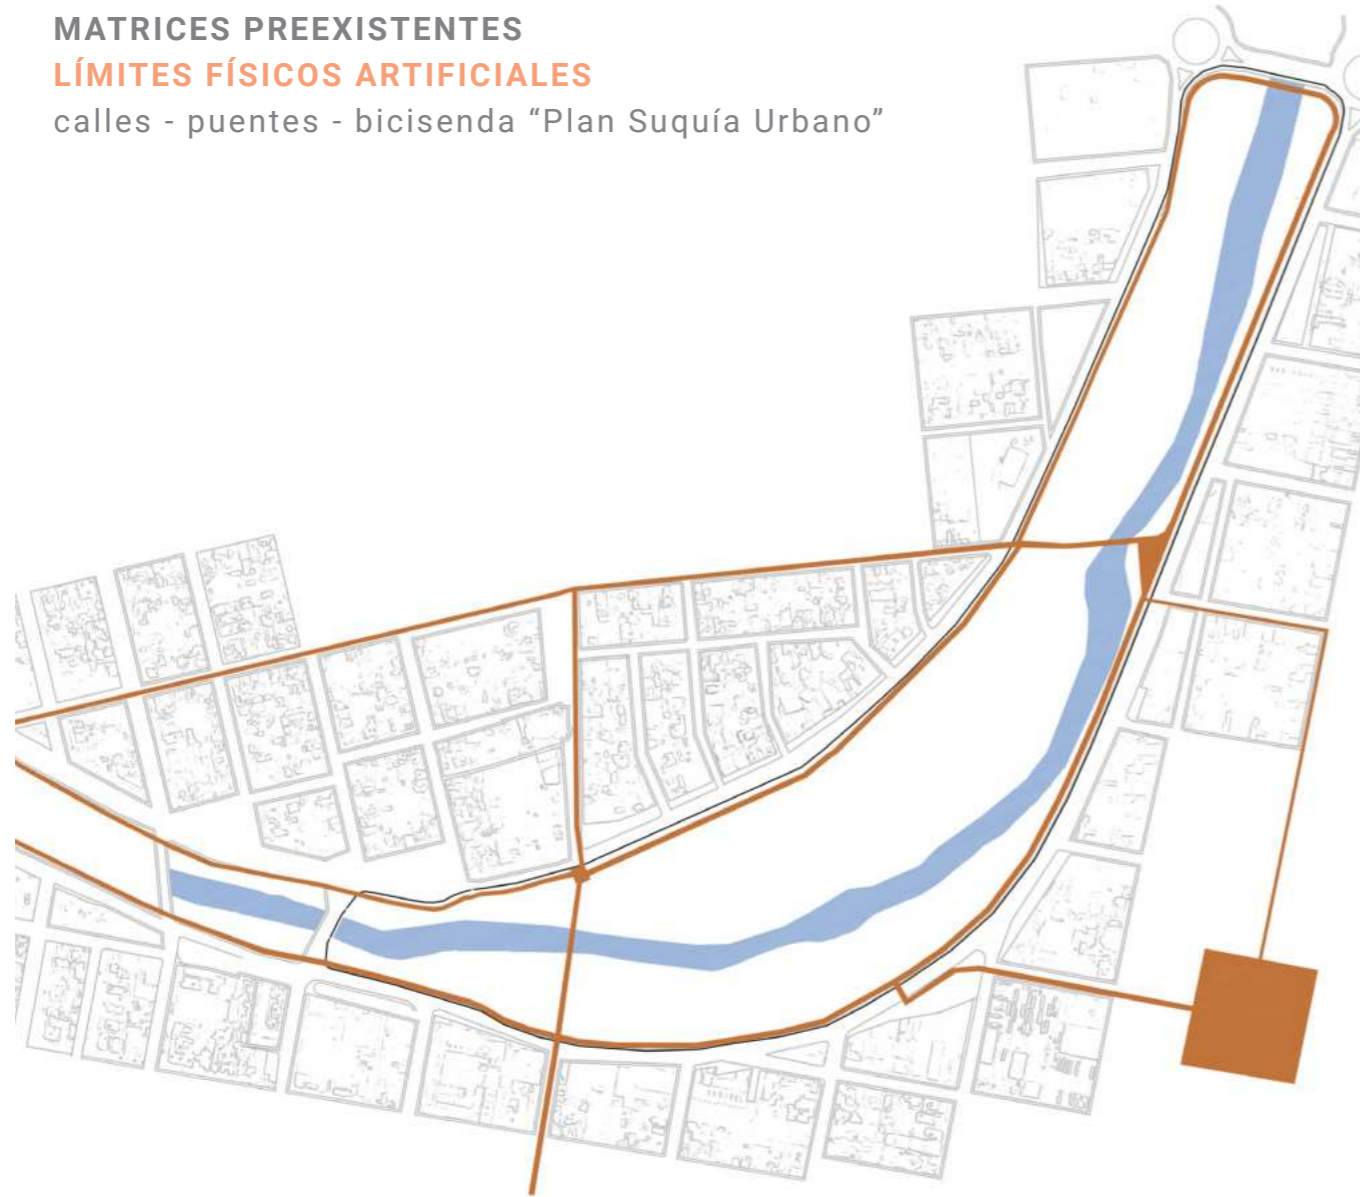 MATRICES PREEXISTENTES
LÍMITES FÍSICOS ARTIFICIALES
calles - puentes - bicisenda “Plan Suquía Urbano”